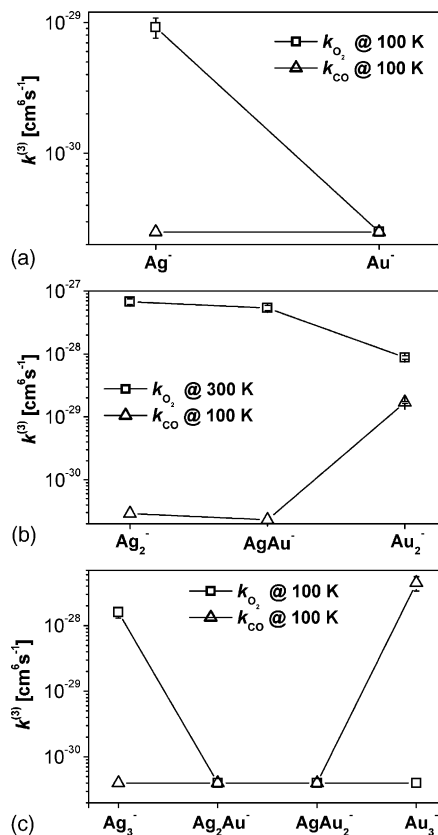 10⁻²⁹
k_O₂ @ 100 K
k_CO @ 100 K
k⁽³⁾ [cm⁶s⁻¹]
10⁻³⁰
(a)
Ag⁻ Au⁻
10⁻²⁷
10⁻²⁸
k_O₂ @ 300 K
k_CO @ 100 K
k⁽³⁾ [cm⁶s⁻¹]
10⁻²⁹
10⁻³⁰
(b)
Ag₂⁻ AgAu⁻ Au₂⁻
k_O₂ @ 100 K
k_CO @ 100 K
10⁻²⁸
k⁽³⁾ [cm⁶s⁻¹]
10⁻²⁹
10⁻³⁰
(c)
Ag₃⁻ Ag₂Au⁻ AgAu₂⁻ Au₃⁻